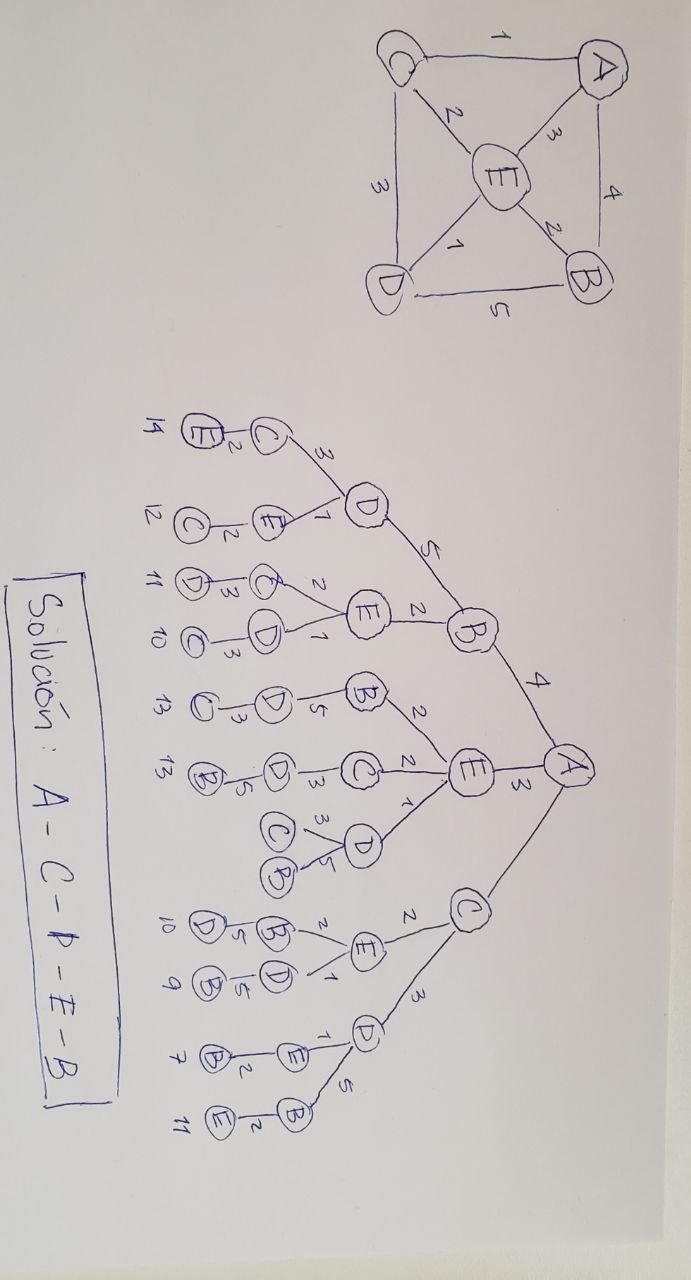 A 4 B
3 2
1 E 5
2 1
C 3 D
A
4 3
B E C
5 2 2 2 1 2 3
D E B C D E D
3 1 2 1 5 3 3 5 2 1 1 5
C E C D D D C B B D E B
2 2 3 3 3 5 5 5 2 2
E C D C C B D B B E
14 12 11 10 13 13 10 9 7 11
Solución: A - C - D - E - B